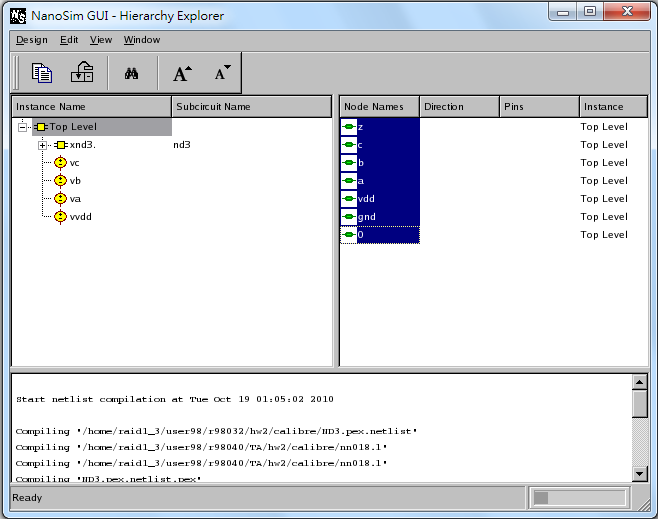 NanoSim GUI - Hierarchy Explorer
Design Edit View Window
A A
Instance Name Subcircuit Name Node Names Direction Pins Instance
Top Level z Top Level
xnd3. nd3 c Top Level
vc b Top Level
vb a Top Level
va vdd Top Level
vvdd gnd Top Level
0 Top Level
Start netlist compilation at Tue Oct 19 01:05:02 2010
Compiling "/home/raid1_3/user98/r98032/hw2/calibre/ND3.pex.netlist"
Compiling "/home/raid1_3/user98/r98040/TA/hw2/calibre/nn018.l"
Compiling "/home/raid1_3/user98/r98040/TA/hw2/calibre/nn018.l"
Compiling "ND3.pex.netlist.pex"
Ready